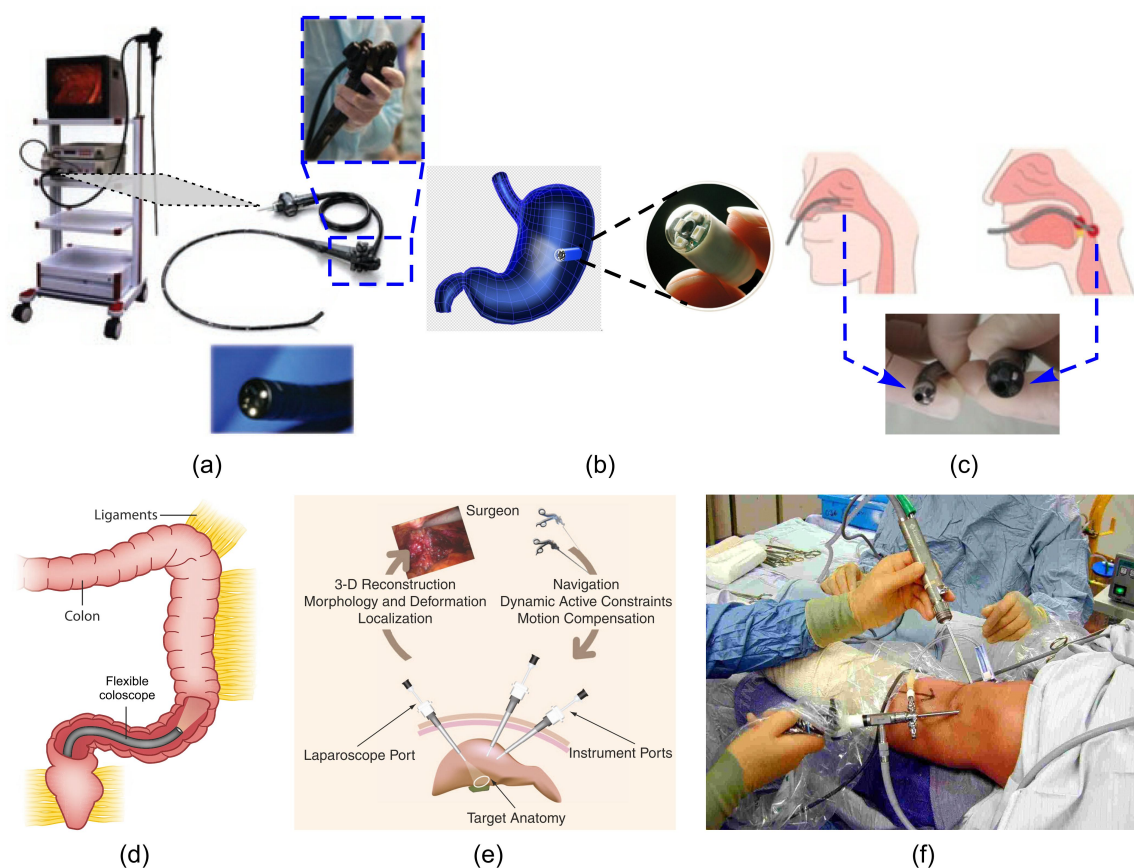 (a)
(b)
(c)
Ligaments
Colon
Flexible
coloscope
(d)
Surgeon
3-D Reconstruction
Morphology and Deformation
Localization
Navigation
Dynamic Active Constraints
Motion Compensation
Laparoscope Port
Instrument Ports
Target Anatomy
(e)
(f)